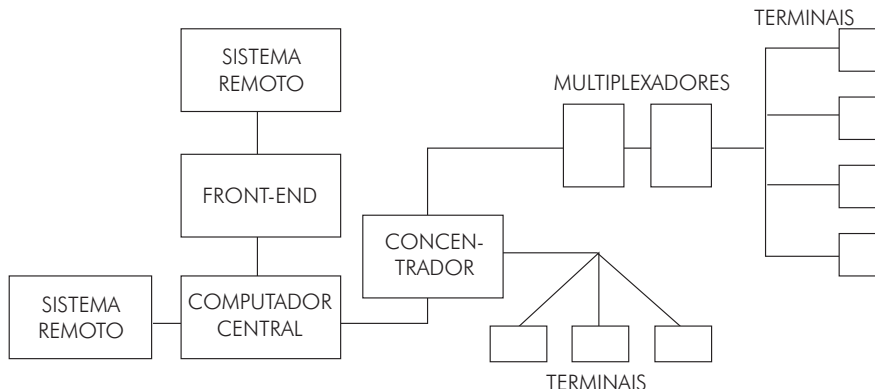 TERMINAIS
SISTEMA
REMOTO
MULTIPLEXADORES
FRONT-END
CONCEN-
TRADOR
SISTEMA
REMOTO
COMPUTADOR
CENTRAL
TERMINAIS